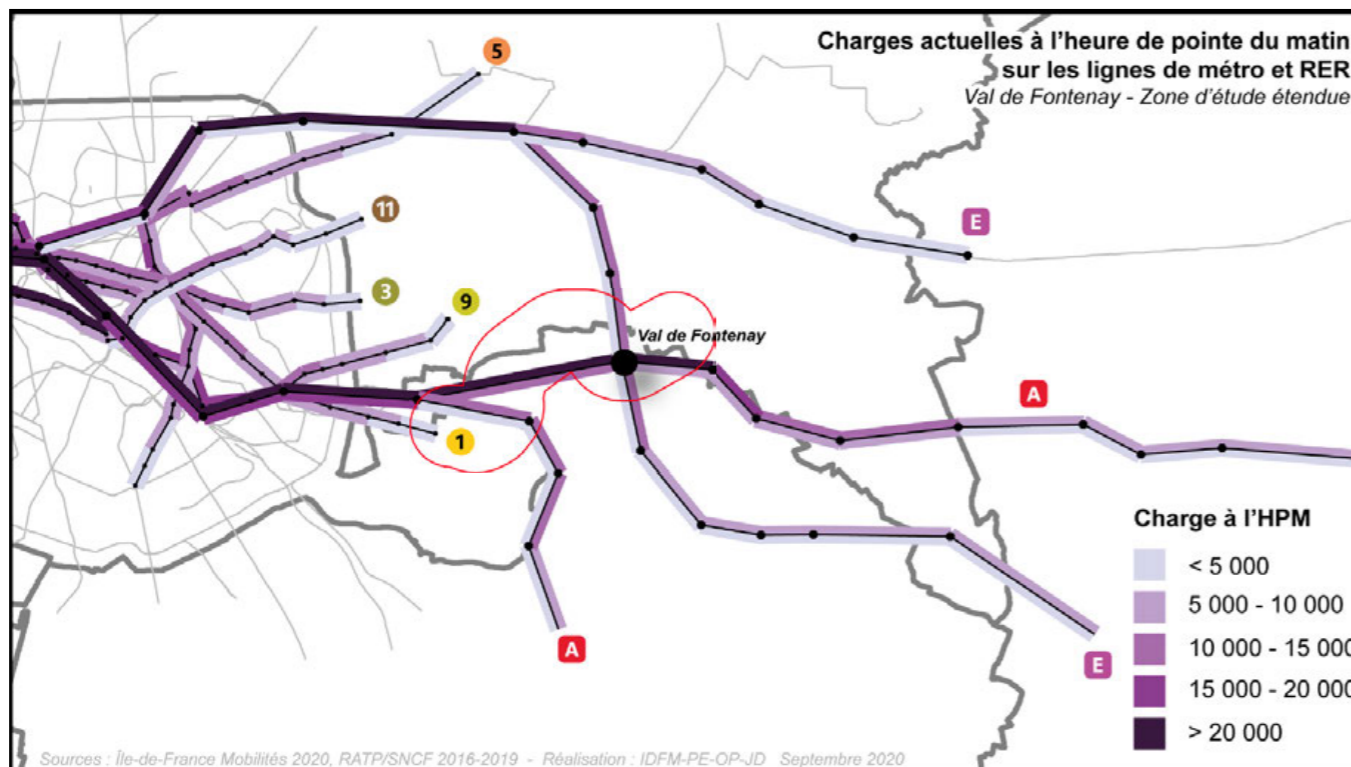 Charges actuelles à l'heure de pointe du matin
sur les lignes de métro et RER
Val de Fontenay - Zone d'étude étendue
5
11
E
3
9
Val de Fontenay
A
1
A
E
Charge à l'HPM
< 5 000
5 000 - 10 000
10 000 - 15 000
15 000 - 20 000
> 20 000
Sources : Île-de-France Mobilités 2020, RATP/SNCF 2016-2019 - Réalisation : IDFM-PE-OP-JD Septembre 2020